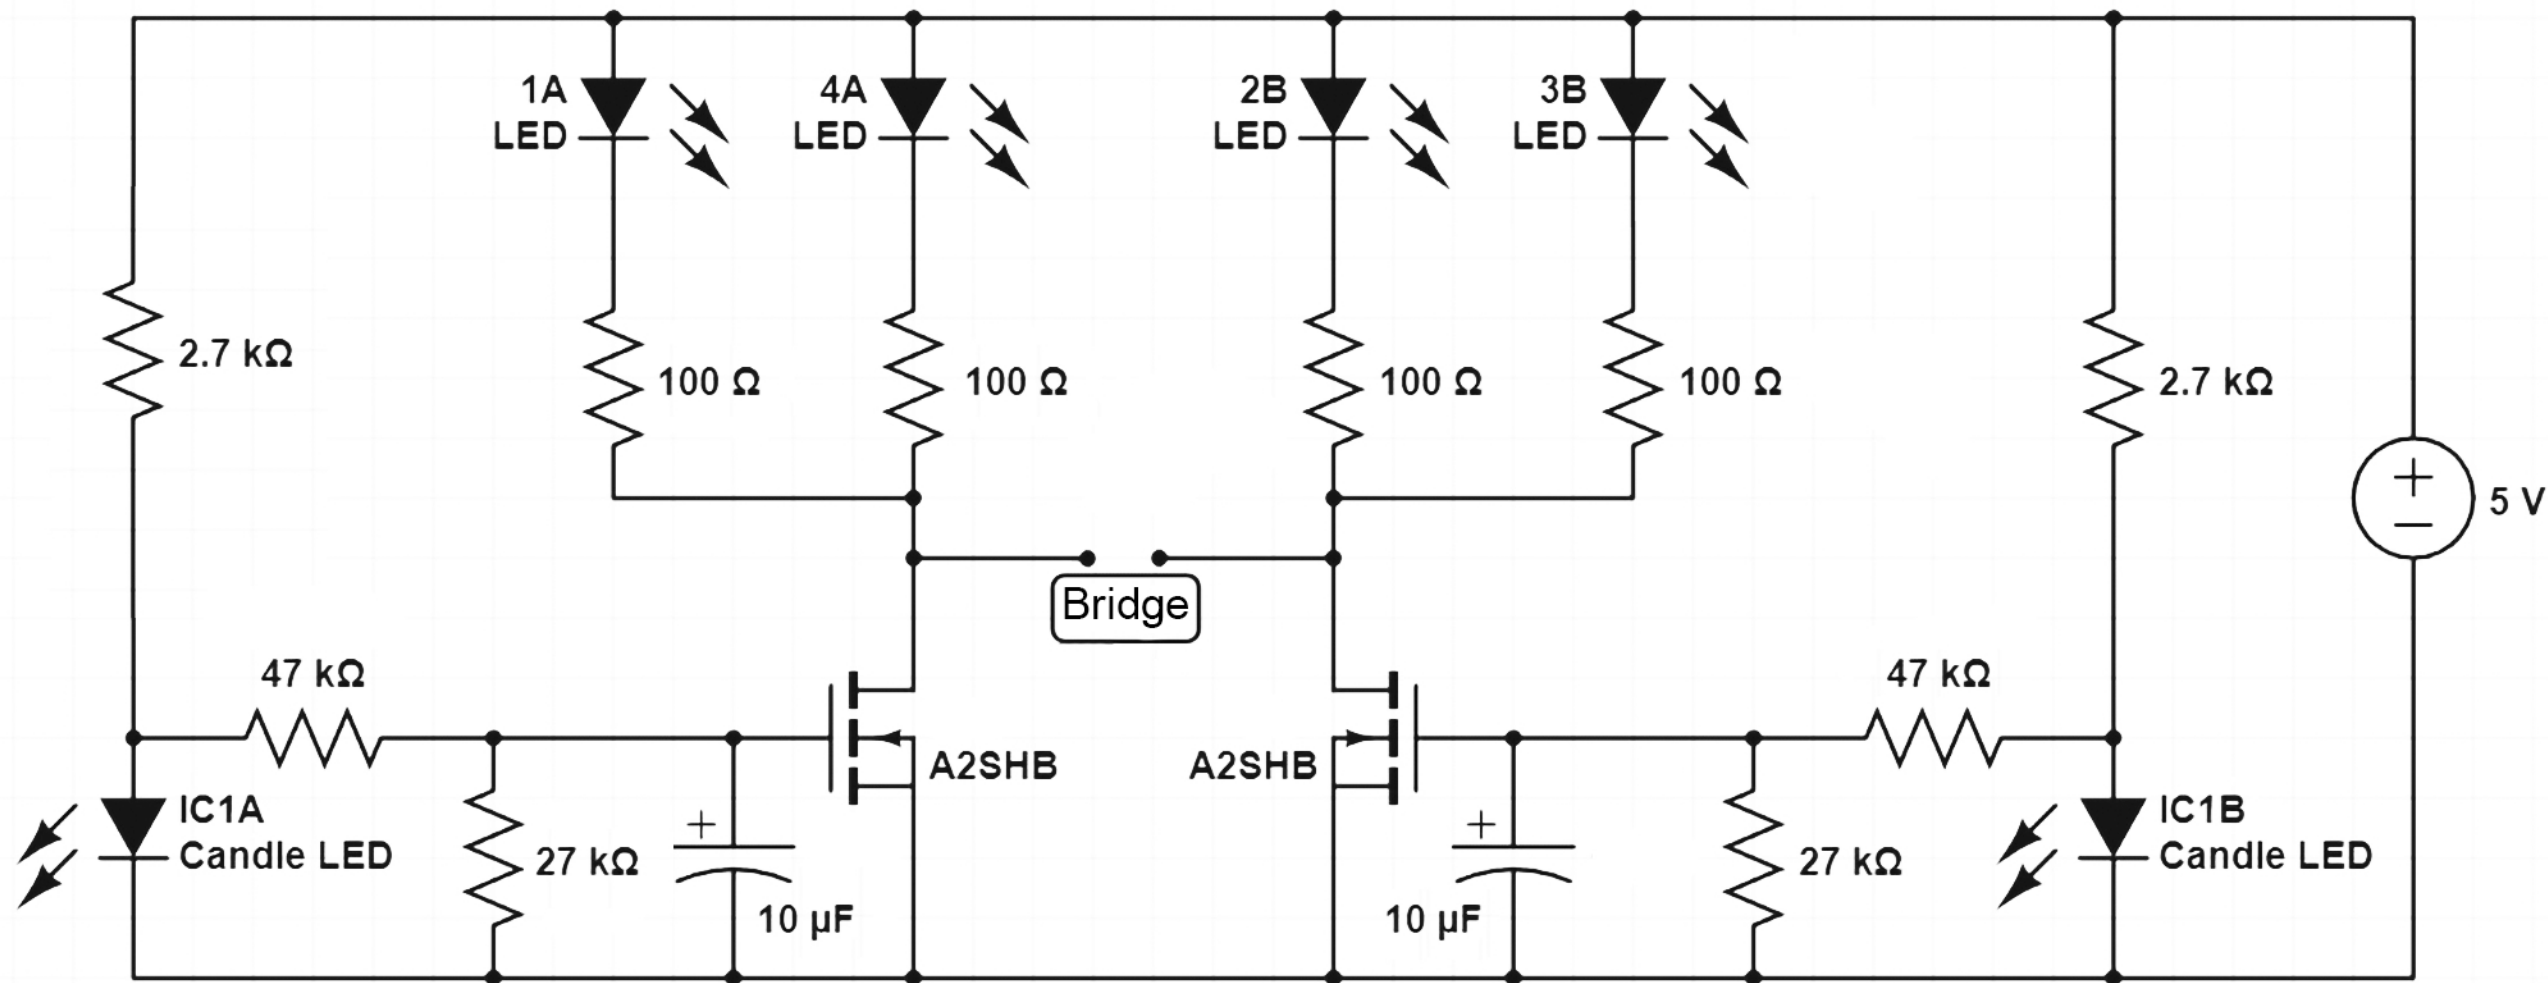 1A
LED
4A
LED
2B
LED
3B
LED
2.7 kΩ
100 Ω
100 Ω
100 Ω
100 Ω
2.7 kΩ
+
5 V
Bridge
47 kΩ
47 kΩ
A2SHB
A2SHB
IC1A
Candle LED
+
27 kΩ
10 µF
+
10 µF
27 kΩ
IC1B
Candle LED